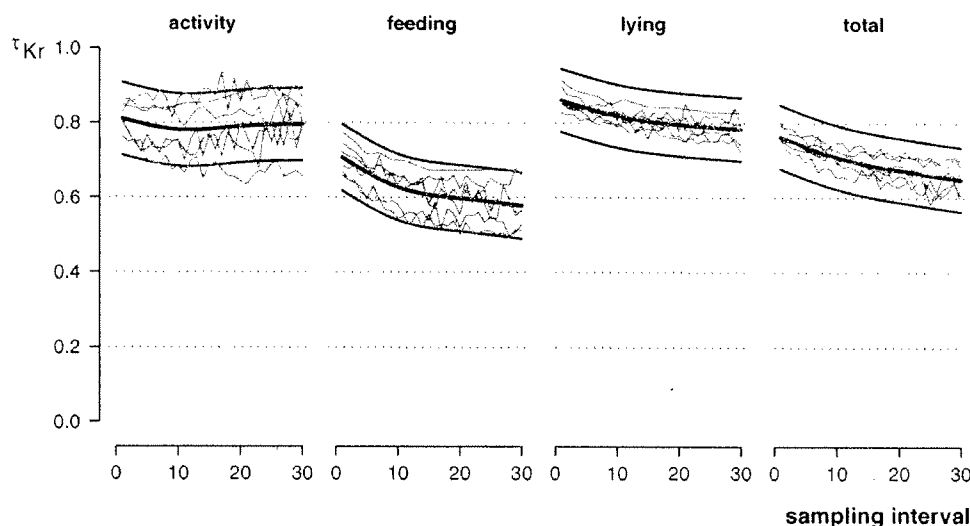 activity feeding lying total
τKr 1.0
0.8
0.6
0.4
0.2
0.0
0 10 20 30 0 10 20 30 0 10 20 30 0 10 20 30
sampling interval